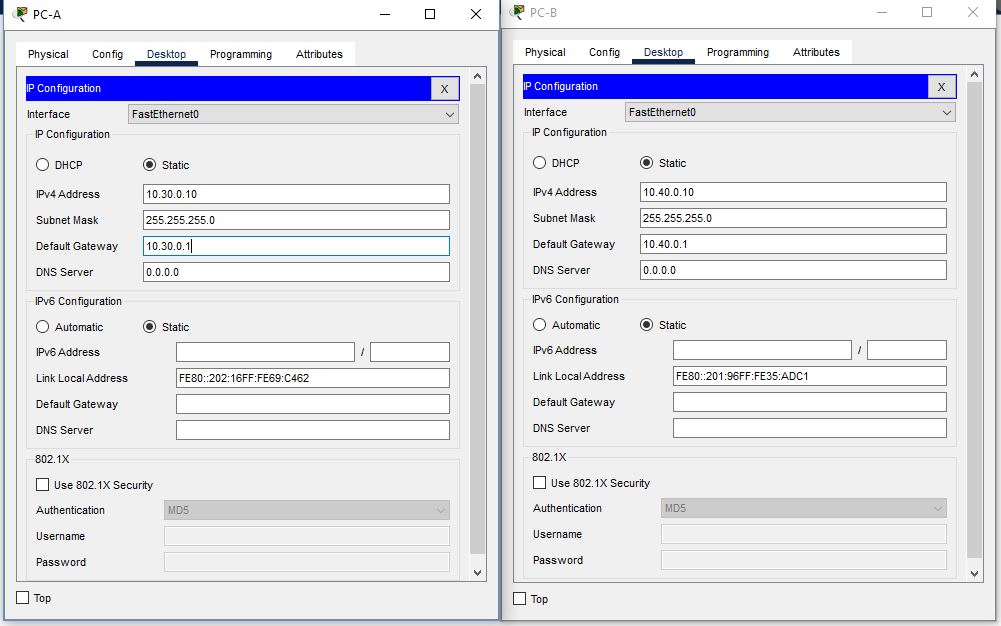 PC-A
Physical Config Desktop Programming Attributes
IP Configuration X
Interface FastEthernet0
IP Configuration
DHCP Static
IPv4 Address 10.30.0.10
Subnet Mask 255.255.255.0
Default Gateway 10.30.0.1
DNS Server 0.0.0.0
IPv6 Configuration
Automatic Static
IPv6 Address /
Link Local Address FE80::202:16FF:FE69:C462
Default Gateway
DNS Server
802.1X
Use 802.1X Security
Authentication MD5
Username
Password
Top
PC-B
Physical Config Desktop Programming Attributes
IP Configuration X
Interface FastEthernet0
IP Configuration
DHCP Static
IPv4 Address 10.40.0.10
Subnet Mask 255.255.255.0
Default Gateway 10.40.0.1
DNS Server 0.0.0.0
IPv6 Configuration
Automatic Static
IPv6 Address /
Link Local Address FE80::201:96FF:FE35:ADC1
Default Gateway
DNS Server
802.1X
Use 802.1X Security
Authentication MD5
Username
Password
Top